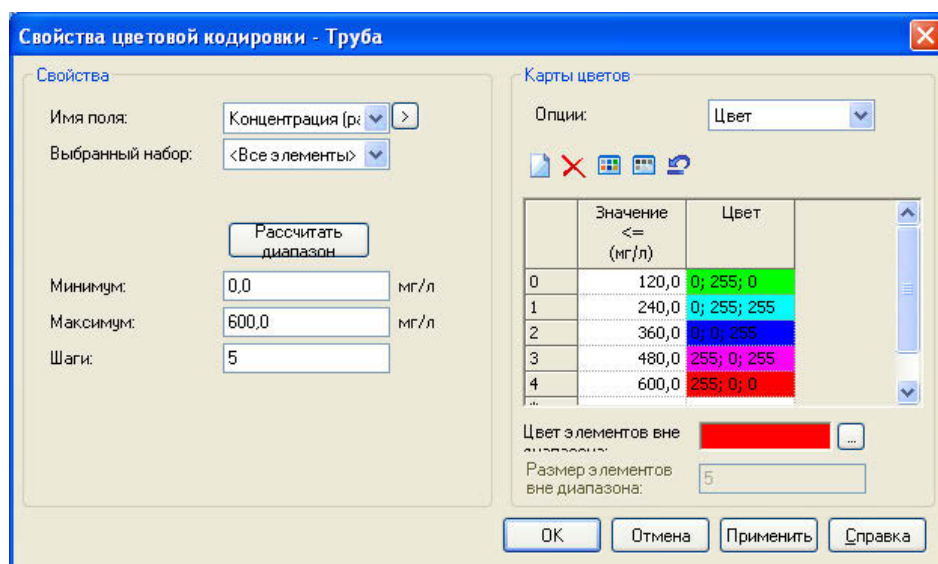 Свойства цветовой кодировки - Труба
Свойства
Имя поля:
Концентрация (ра
>
Выбранный набор:
<Все элементы>
Рассчитать
диапазон
Минимум:
0,0
мг/л
Максимум:
600,0
мг/л
Шаги:
5
Карты цветов
Опции:
Цвет
Значение
<=
(мг/л)
Цвет
0
120,0
0; 255; 0
1
240,0
0; 255; 255
2
360,0
0; 0; 255
3
480,0
255; 0; 255
4
600,0
255; 0; 0
Цвет элементов вне
диапазона:
...
Размер элементов
вне диапазона:
5
OK
Отмена
Применить
Справка